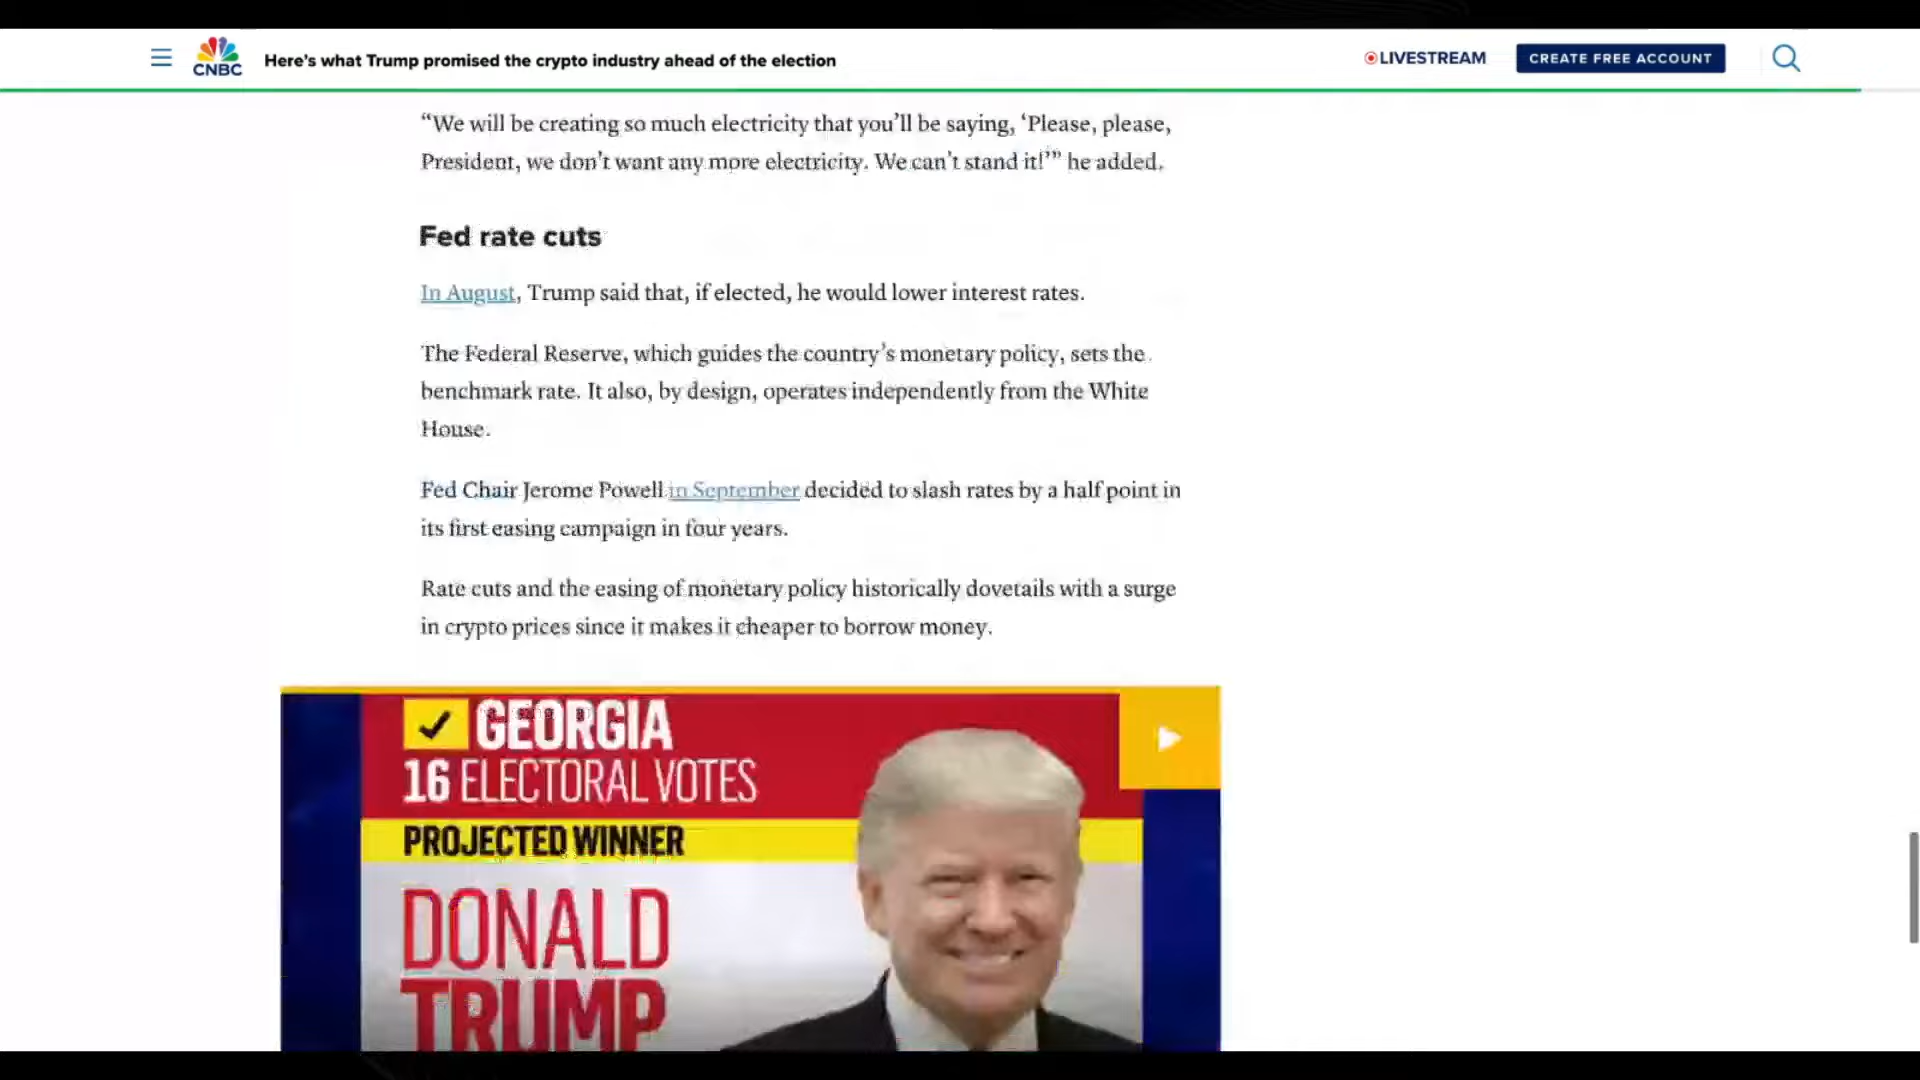 CNBC
Here's what Trump promised the crypto industry ahead of the election
LIVESTREAM
CREATE FREE ACCOUNT
“We will be creating so much electricity that you'll be saying, ‘Please, please,
President, we don't want any more electricity. We can't stand it!’” he added.
Fed rate cuts
In August, Trump said that, if elected, he would lower interest rates.
The Federal Reserve, which guides the country's monetary policy, sets the
benchmark rate. It also, by design, operates independently from the White
House.
Fed Chair Jerome Powell in September decided to slash rates by a half point in
its first easing campaign in four years.
Rate cuts and the easing of monetary policy historically dovetails with a surge
in crypto prices since it makes it cheaper to borrow money.
GEORGIA
16 ELECTORAL VOTES
PROJECTED WINNER
DONALD
TRUMP